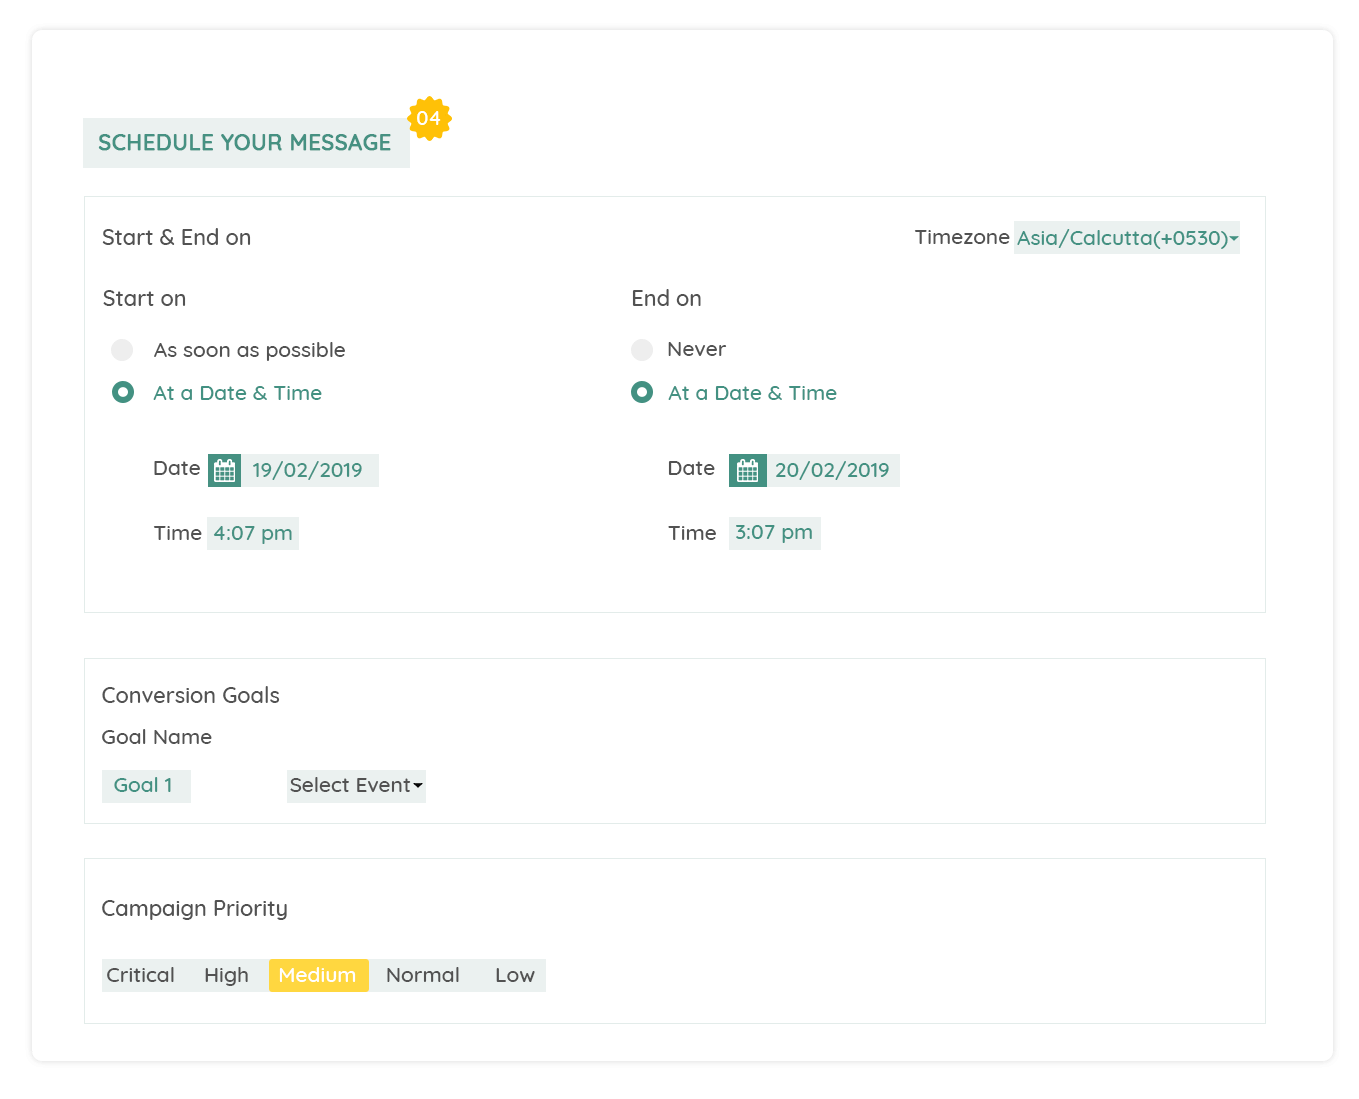 04
SCHEDULE YOUR MESSAGE
Start & End on
Timezone Asia/Calcutta(+0530)
Start on
End on
As soon as possible
Never
At a Date & Time
At a Date & Time
Date 19/02/2019
Date 20/02/2019
Time 4:07 pm
Time 3:07 pm
Conversion Goals
Goal Name
Goal 1
Select Event
Campaign Priority
Critical High Medium Normal Low